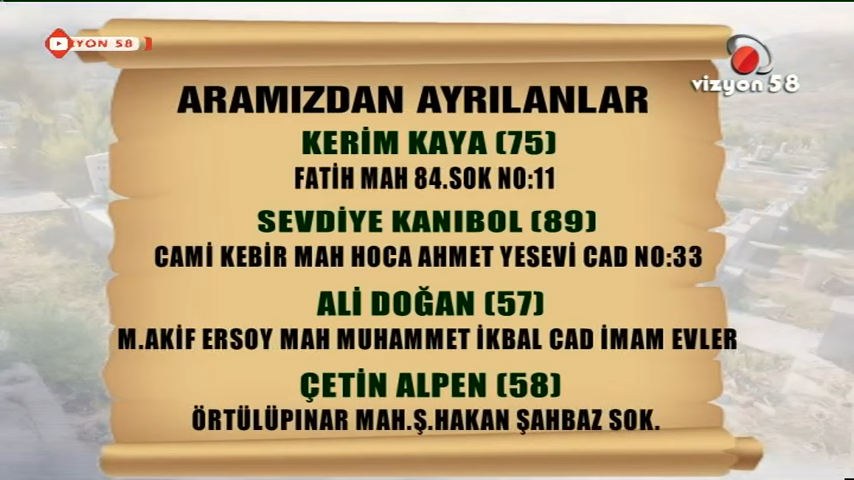 YON 58
vizyon 58
ARAMIZDAN AYRILANLAR
KERİM KAYA (75)
FATİH MAH 84.SOK NO:11
SEVDİYE KANIBOL (89)
CAMİ KEBİR MAH HOCA AHMET YESEVİ CAD NO:33
ALİ DOĞAN (57)
M.AKİF ERSOY MAH MUHAMMET İKBAL CAD İMAM EVLER
ÇETİN ALPEN (58)
ÖRTÜLÜPINAR MAH.Ş.HAKAN ŞAHBAZ SOK.